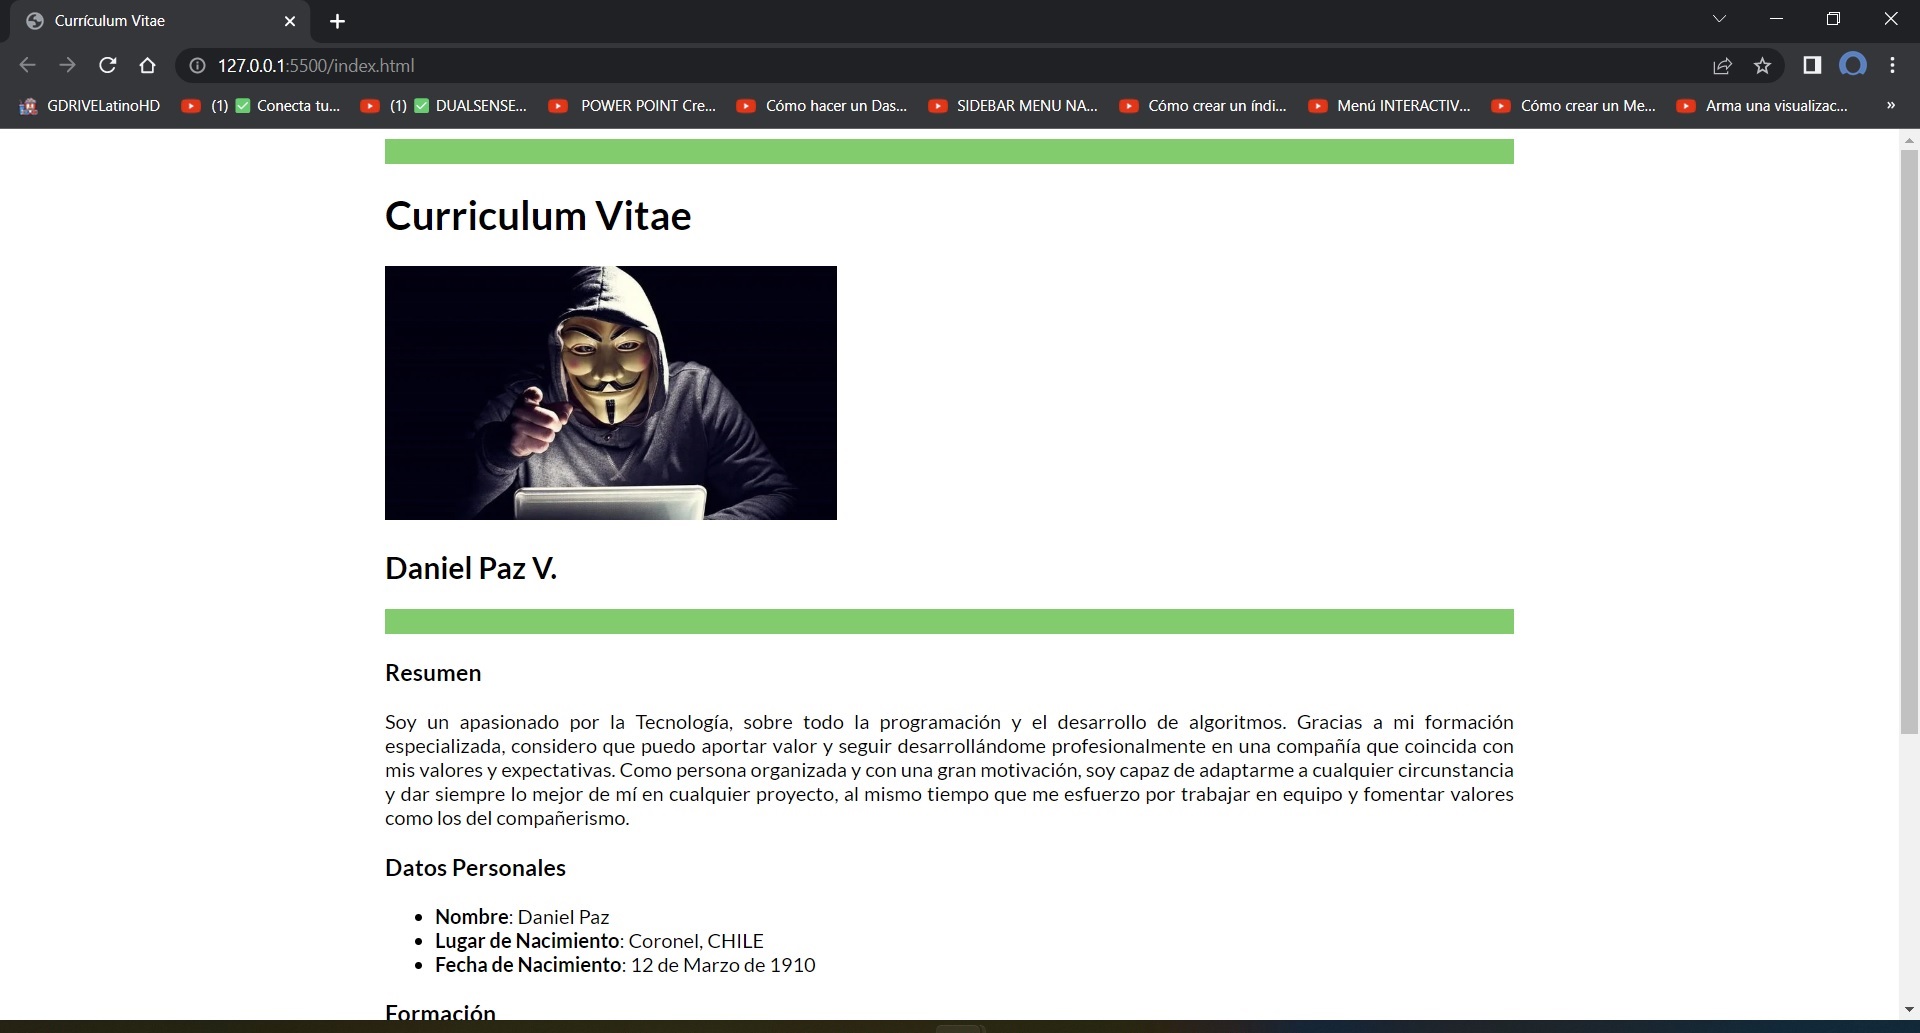 Currículum Vitae
127.0.0.1:5500/index.html
GDRIVELatinoHD
(1) ✅ Conecta tu...
(1) ✅ DUALSENSE...
POWER POINT Cre...
Cómo hacer un Das...
SIDEBAR MENU NA...
Cómo crear un índi...
Menú INTERACTIV...
Cómo crear un Me...
Arma una visualizac...
»
Curriculum Vitae
Daniel Paz V.
Resumen
Soy un apasionado por la Tecnología, sobre todo la programación y el desarrollo de algoritmos. Gracias a mi formación
especializada, considero que puedo aportar valor y seguir desarrollándome profesionalmente en una compañía que coincida con
mis valores y expectativas. Como persona organizada y con una gran motivación, soy capaz de adaptarme a cualquier circunstancia
y dar siempre lo mejor de mí en cualquier proyecto, al mismo tiempo que me esfuerzo por trabajar en equipo y fomentar valores
como los del compañerismo.
Datos Personales
• Nombre: Daniel Paz
• Lugar de Nacimiento: Coronel, CHILE
• Fecha de Nacimiento: 12 de Marzo de 1910
Formación